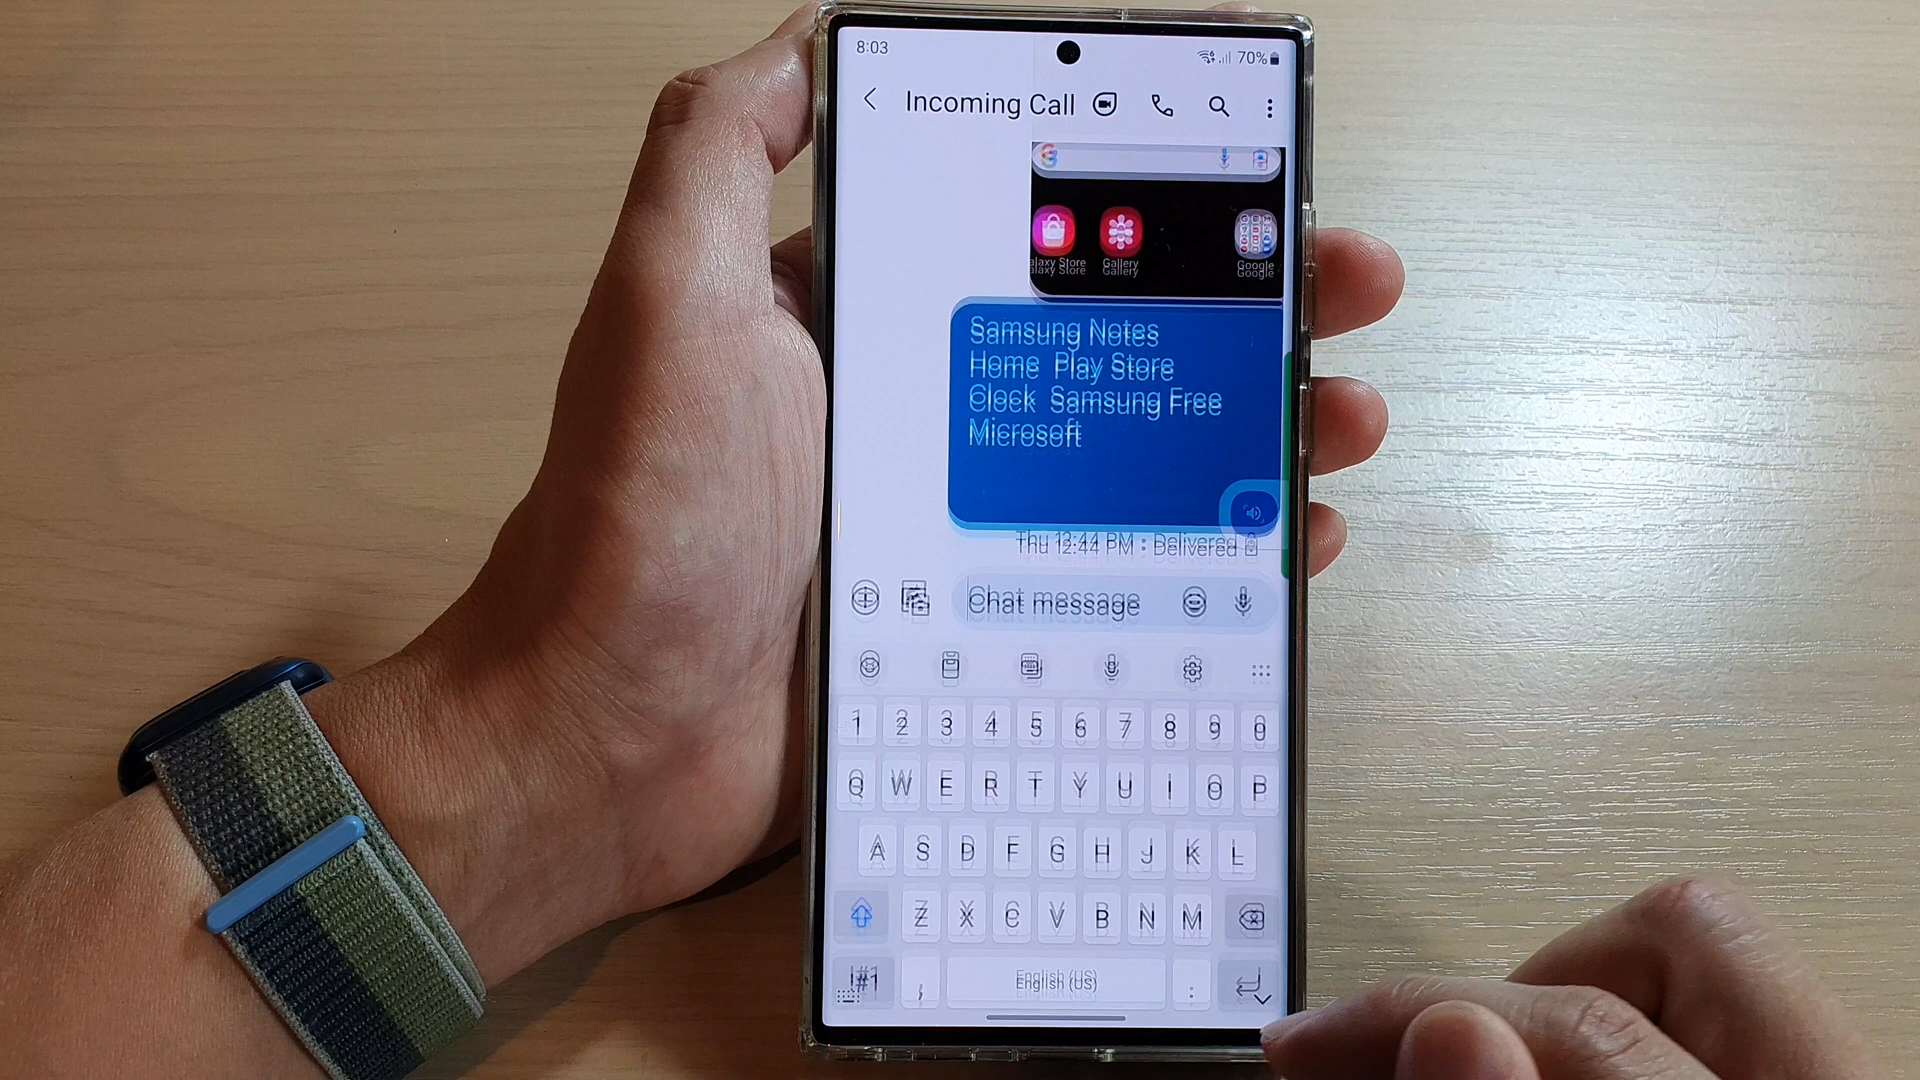 8:03
70%
Incoming Call
G
alaxy Store Gallery Google
Samsung Notes
Home Play Store
Clock Samsung Free
Microsoft
Thu 12:44 PM • Delivered
Chat message
1 2 3 4 5 6 7 8 9 0
Q W E R T Y U I O P
A S D F G H J K L
Z X C V B N M
!#1 , English (US) .